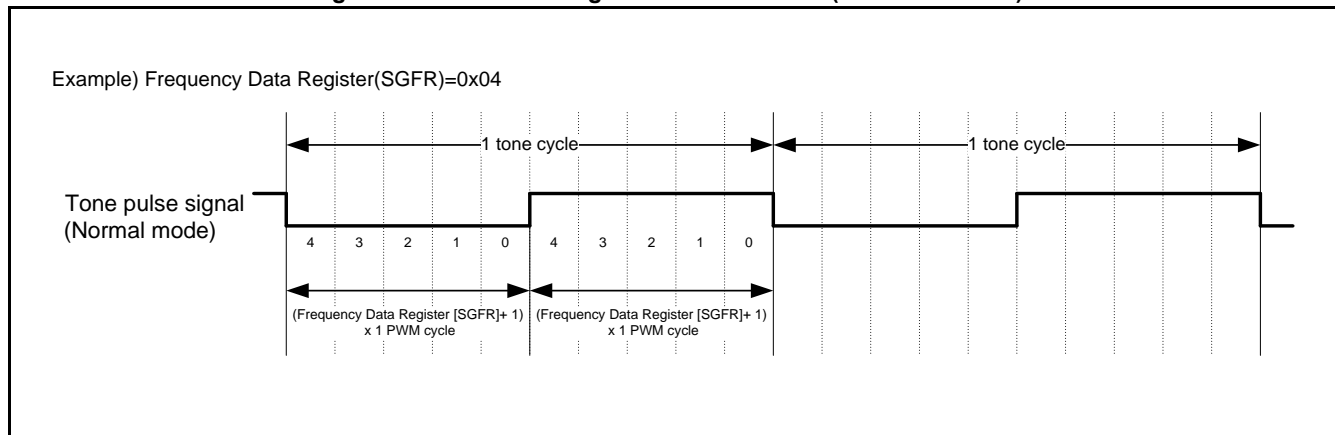 Example) Frequency Data Register(SGFR)=0x04
1 tone cycle
1 tone cycle
Tone pulse signal
(Normal mode)
4 3 2 1 0 4 3 2 1 0
(Frequency Data Register [SGFR]+ 1)
x 1 PWM cycle
(Frequency Data Register [SGFR]+ 1)
x 1 PWM cycle